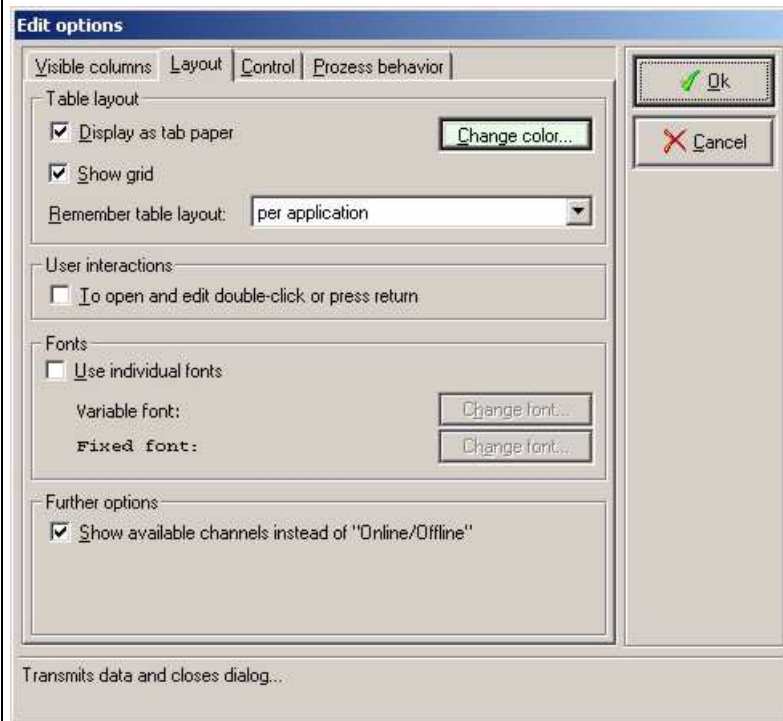 Edit options
Visible columns Layout Control Prozess behavior
Ok
Cancel
Table layout
Display as tab paper
Change color...
Show grid
Remember table layout: per application
User interactions
To open and edit double-click or press return
Fonts
Use individual fonts
Variable font: Change font...
Fixed font: Change font...
Further options
Show available channels instead of "Online/Offline"
Transmits data and closes dialog...